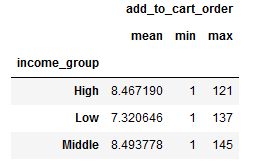 add_to_cart_order
mean min max
income_group
High 8.467190 1 121
Low 7.320646 1 137
Middle 8.493778 1 145